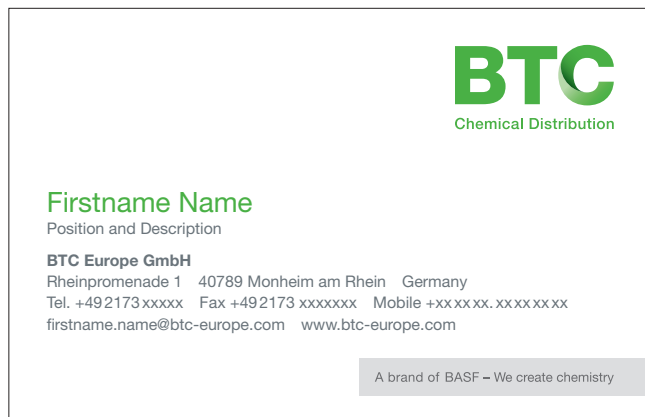 BTC
Chemical Distribution
Firstname Name
Position and Description
BTC Europe GmbH
Rheinpromenade 1 40789 Monheim am Rhein Germany
Tel. +49 2173 xxxxx Fax +49 2173 xxxxxxx Mobile +xx xx xx. xx xx xx xx
firstname.name@btc-europe.com www.btc-europe.com
A brand of BASF – We create chemistry